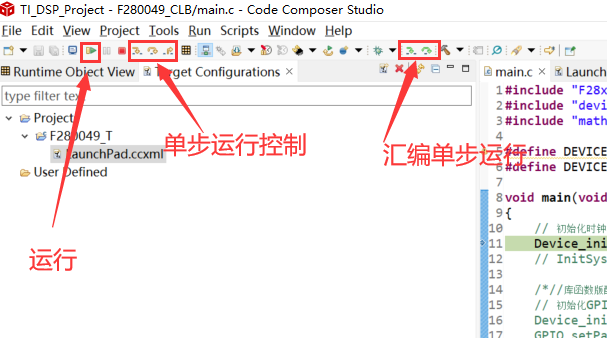 TI_DSP_Project - F280049_CLB/main.c - Code Composer Studio
File Edit View Project Tools Run Scripts Window Help
Runtime Object View
Target Configurations
main.c
Launch
type filter text
Project
F280049_T
LaunchPad.ccxml
User Defined
单步运行控制
汇编单步运行
运行
1 #include "F28x
2 #include "devi
3 #include "math
4
5 #define DEVICE
6 #define DEVICE
7
8 void main(void
9 {
10 // 初始化时钟
11 Device_ini
12 // InitSys
13
14 /*//库函数版
15 // 初始化GPI
16 Device_ini
17 GPIO_setPa